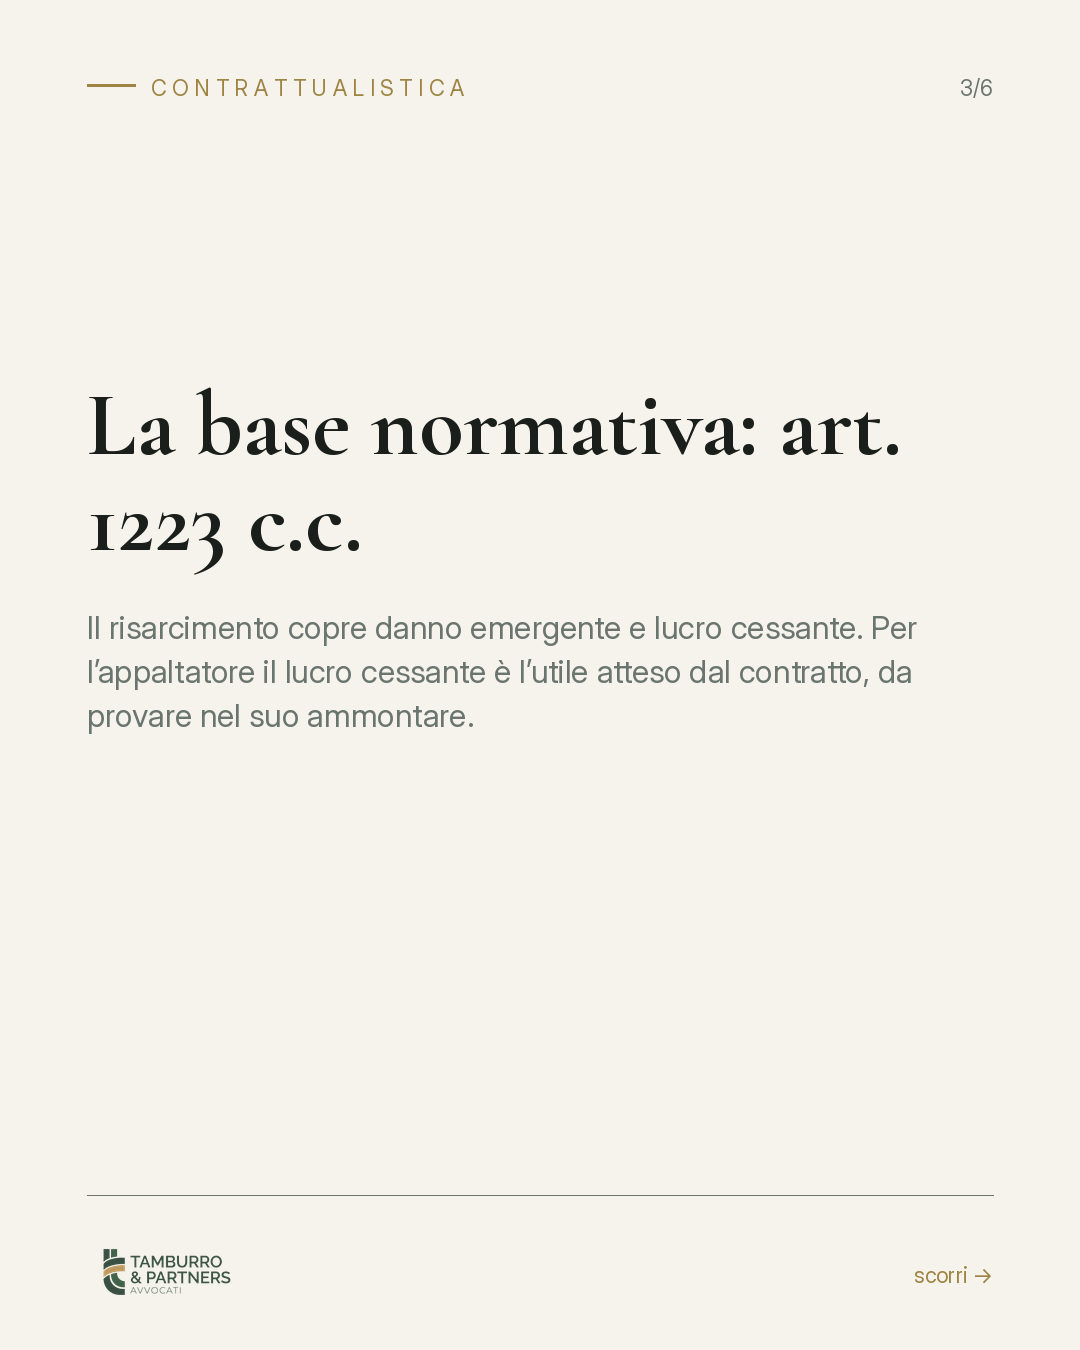 CONTRATTUALISTICA
3/6
La base normativa: art.
1223 c.c.
Il risarcimento copre danno emergente e lucro cessante. Per
l’appaltatore il lucro cessante è l’utile atteso dal contratto, da
provare nel suo ammontare.
TAMBURRO
& PARTNERS
AVVOCATI
scorri →